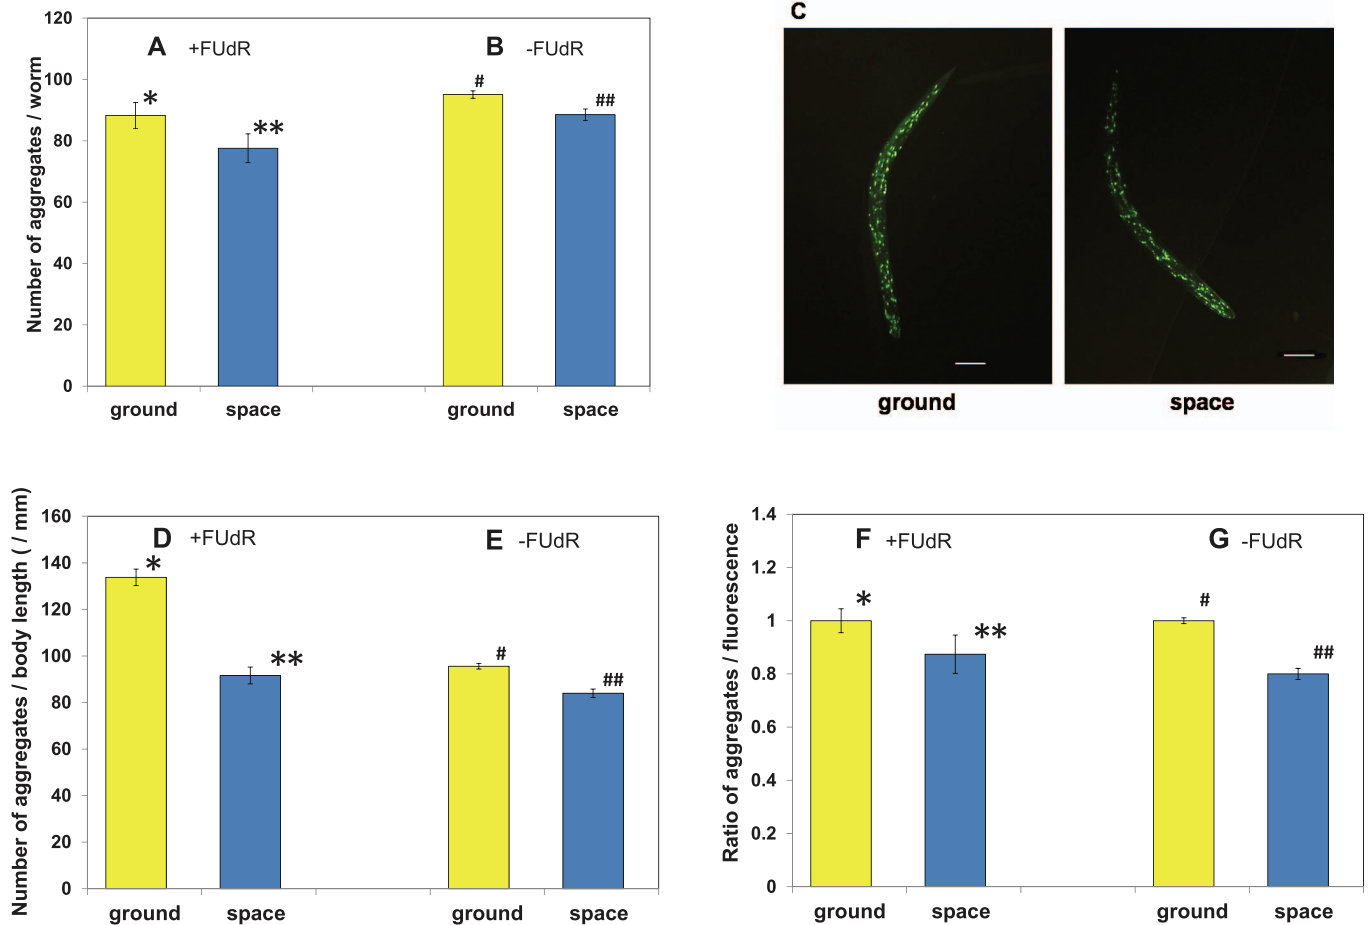 A +FUdR
B -FUdR
Number of aggregates / worm
120
100
80
60
40
20
0
*
**
#
##
ground
space
ground
space
C
ground
space
D +FUdR
E -FUdR
Number of aggregates / body length ( / mm)
160
140
120
100
80
60
40
20
0
*
**
#
##
ground
space
ground
space
F +FUdR
G -FUdR
Ratio of aggregates / fluorescence
1.4
1.2
1
0.8
0.6
0.4
0.2
0
*
**
#
##
ground
space
ground
space